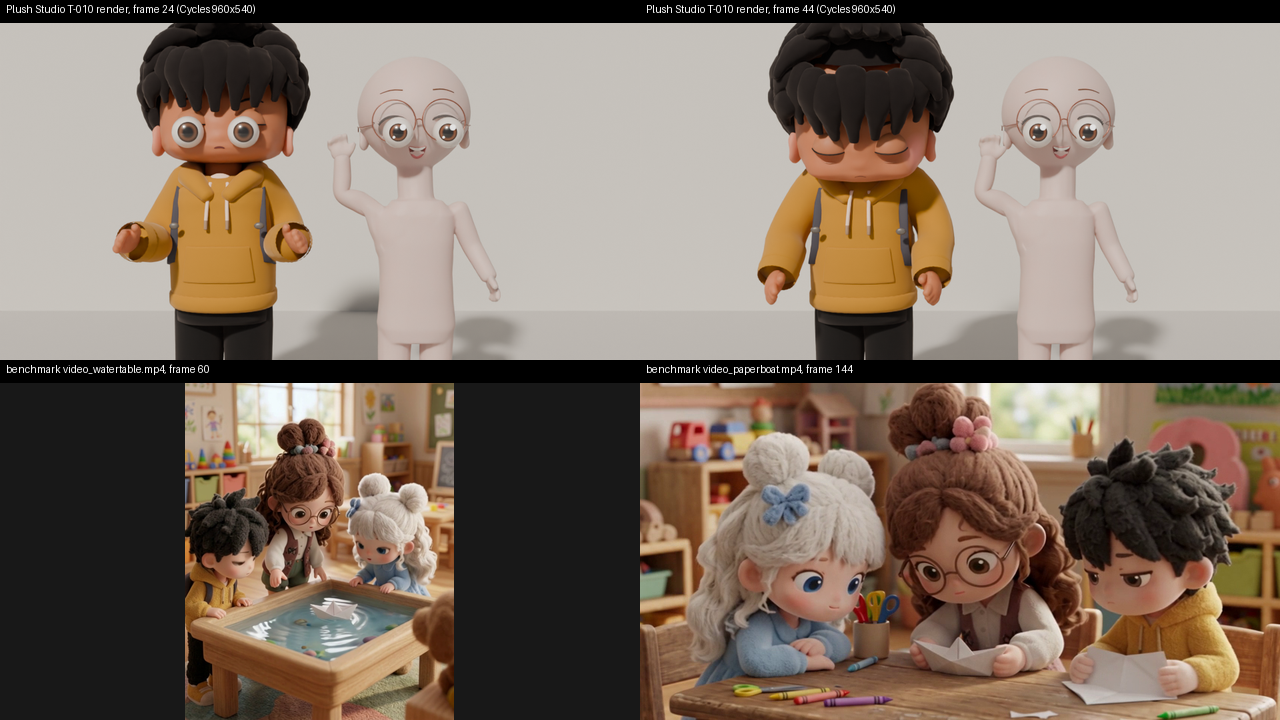 Plush Studio T-010 render, frame 24 (Cycles 960x540)
Plush Studio T-010 render, frame 44 (Cycles 960x540)
benchmark video_watertable.mp4, frame 60
benchmark video_paperboat.mp4, frame 144